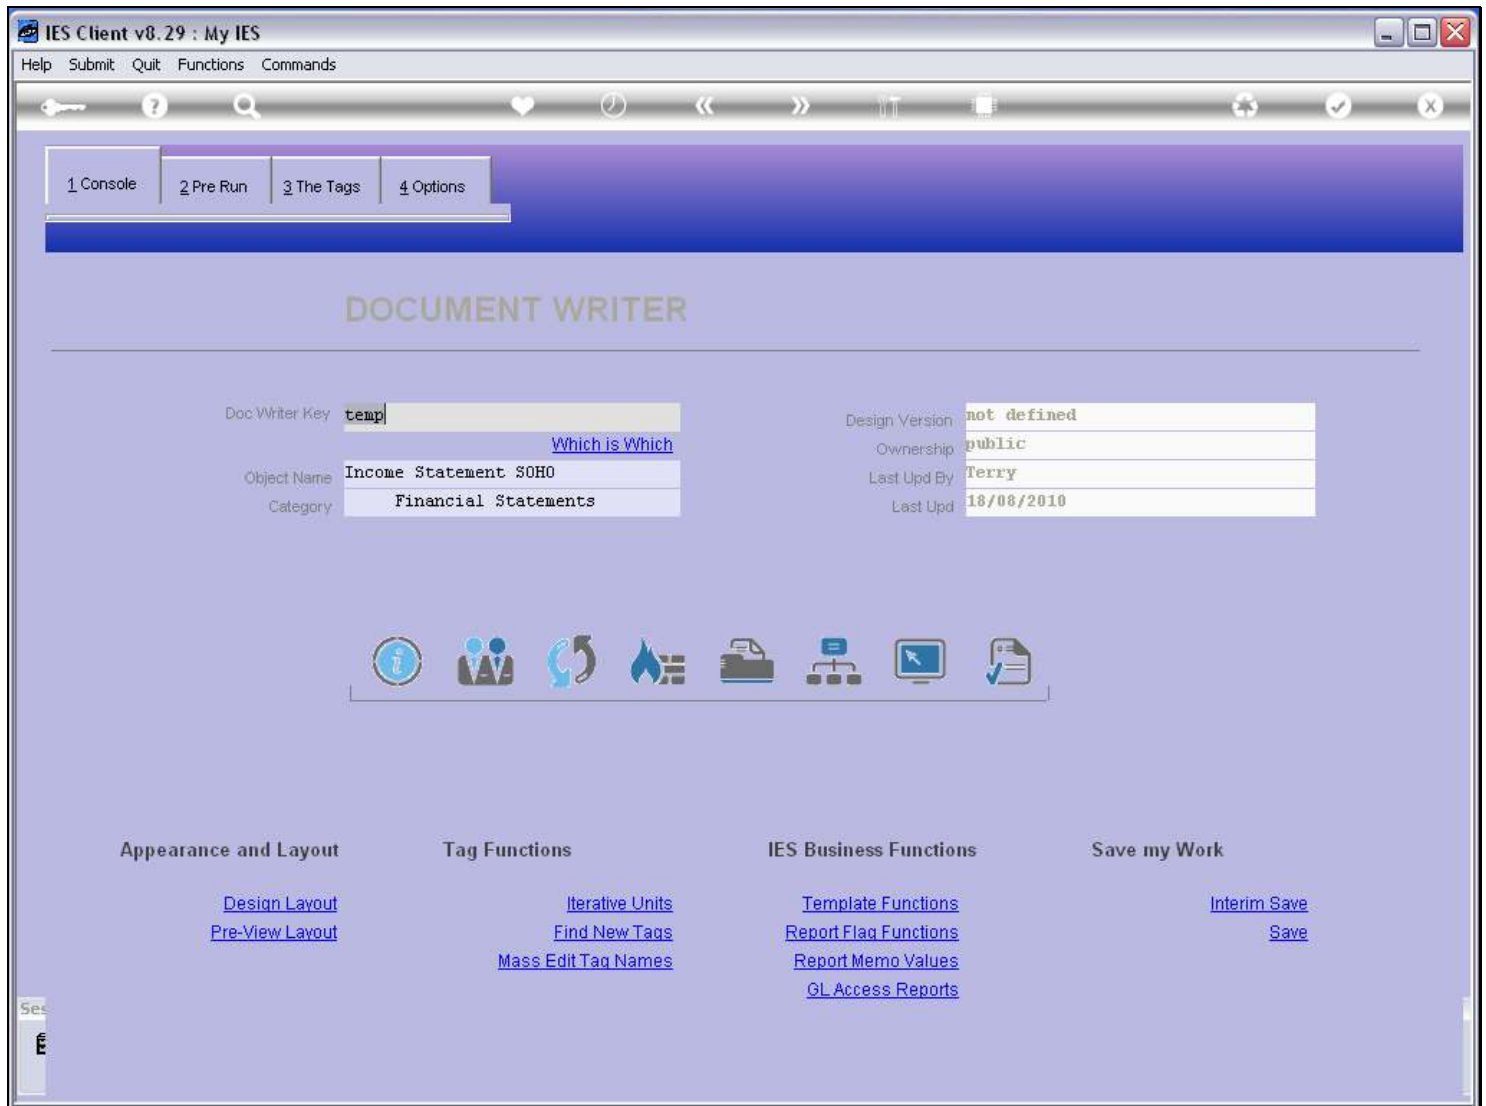 IES Client v8.29 : My IES
Help Submit Quit Functions Commands
1 Console 2 Pre Run 3 The Tags 4 Options
DOCUMENT WRITER
Doc Writer Key temp
Which is Which
Object Name Income Statement SOHO
Category Financial Statements
Design Version not defined
Ownership public
Last Upd By Terry
Last Upd 18/08/2010
Appearance and Layout
Design Layout
Pre-View Layout
Tag Functions
Iterative Units
Find New Tags
Mass Edit Tag Names
IES Business Functions
Template Functions
Report Flag Functions
Report Memo Values
GL Access Reports
Save my Work
Interim Save
Save
Ses